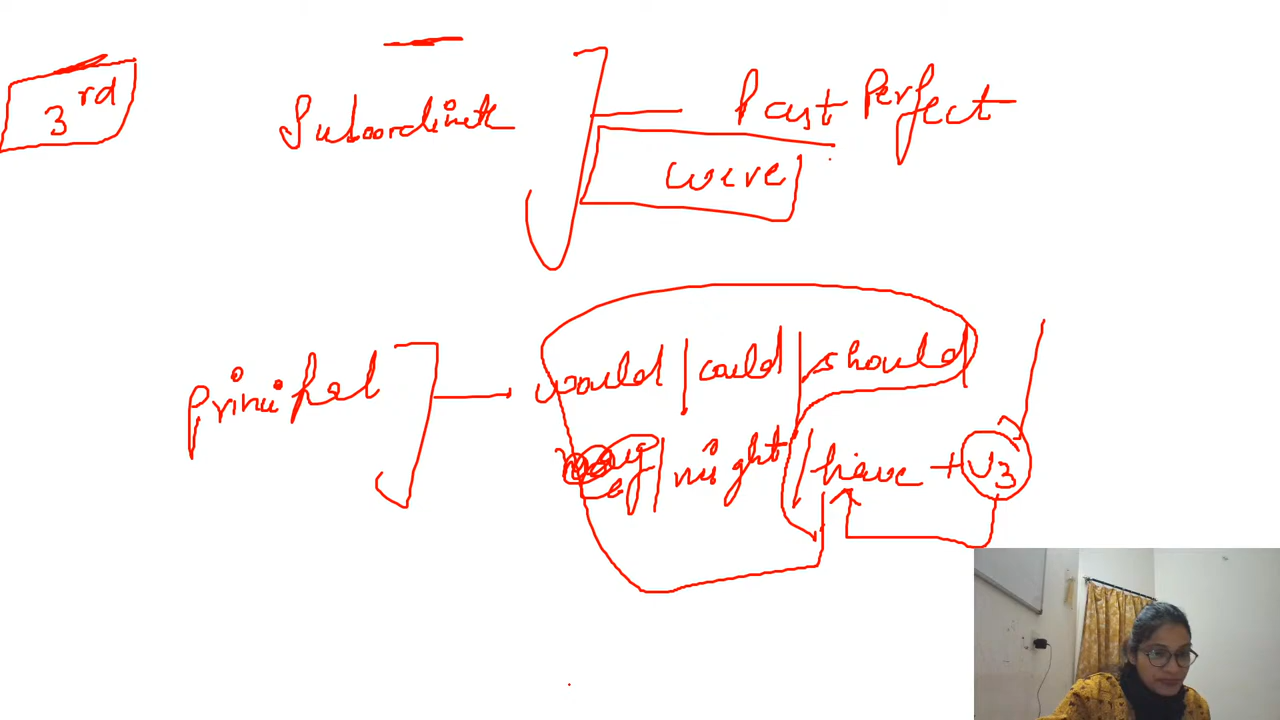 3rd
Subordinate Past Perfect
were
principal would | could | should
might / have + V3